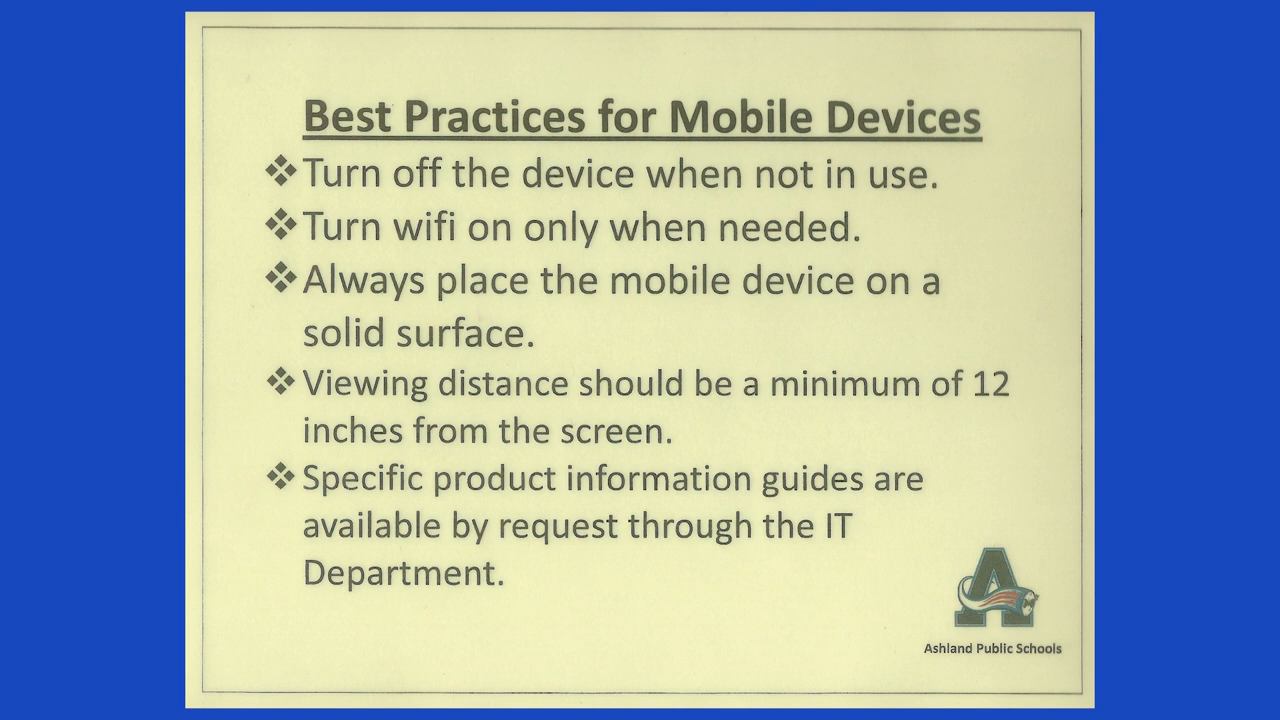 Best Practices for Mobile Devices
❖Turn off the device when not in use.
❖Turn wifi on only when needed.
❖Always place the mobile device on a
solid surface.
❖Viewing distance should be a minimum of 12
inches from the screen.
❖Specific product information guides are
available by request through the IT
Department.
A
Ashland Public Schools